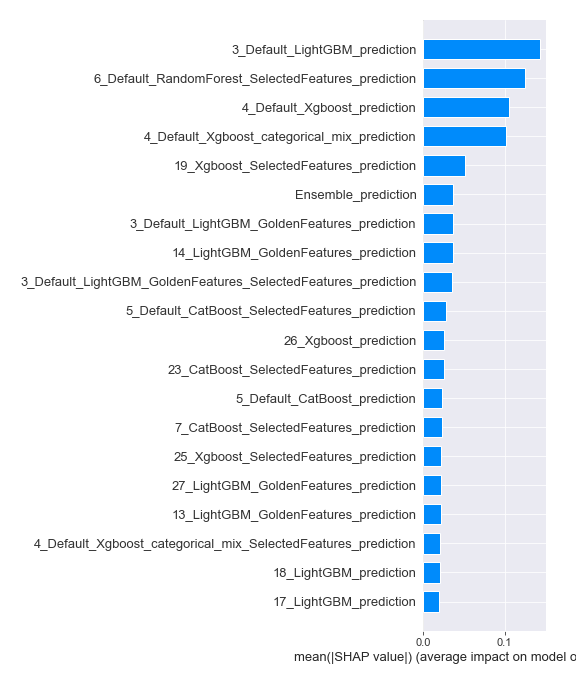 3_Default_LightGBM_prediction
6_Default_RandomForest_SelectedFeatures_prediction
4_Default_Xgboost_prediction
4_Default_Xgboost_categorical_mix_prediction
19_Xgboost_SelectedFeatures_prediction
Ensemble_prediction
3_Default_LightGBM_GoldenFeatures_prediction
14_LightGBM_GoldenFeatures_prediction
3_Default_LightGBM_GoldenFeatures_SelectedFeatures_prediction
5_Default_CatBoost_SelectedFeatures_prediction
26_Xgboost_prediction
23_CatBoost_SelectedFeatures_prediction
5_Default_CatBoost_prediction
7_CatBoost_SelectedFeatures_prediction
25_Xgboost_SelectedFeatures_prediction
27_LightGBM_GoldenFeatures_prediction
13_LightGBM_GoldenFeatures_prediction
4_Default_Xgboost_categorical_mix_SelectedFeatures_prediction
18_LightGBM_prediction
17_LightGBM_prediction
0.0 0.1
mean(|SHAP value|) (average impact on model o